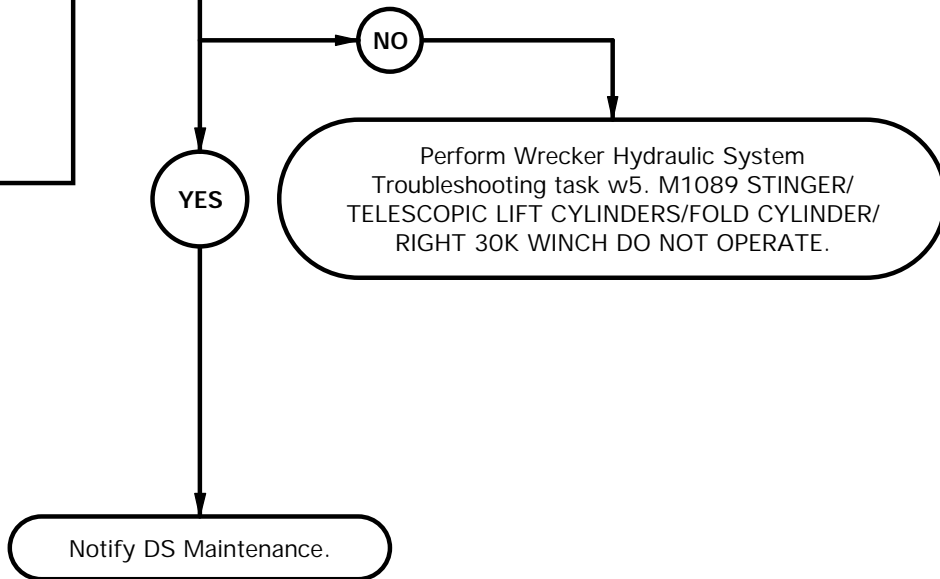 NO
YES
Perform Wrecker Hydraulic System
Troubleshooting task w5. M1089 STINGER/
TELESCOPIC LIFT CYLINDERS/FOLD CYLINDER/
RIGHT 30K WINCH DO NOT OPERATE.
Notify DS Maintenance.